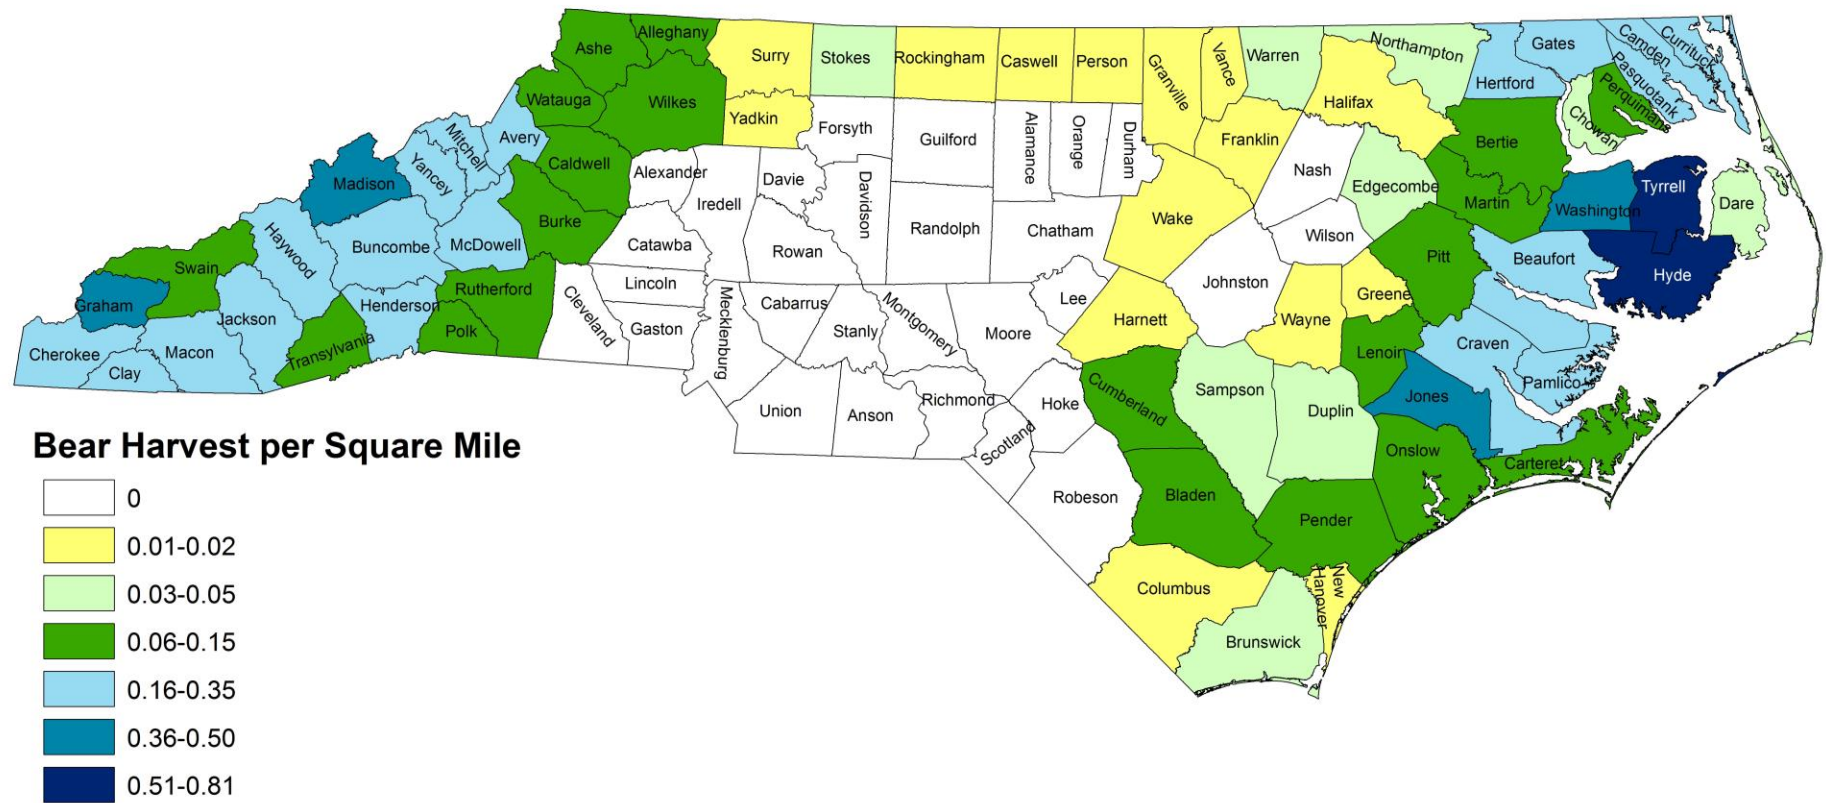 Ashe
Alleghany
Surry
Stokes
Rockingham
Caswell
Person
Granville
Vance
Warren
Northampton
Halifax
Hertford
Gates
Camden
Currituck
Pasquotank
Perquimans
Chowan
Watauga
Wilkes
Yadkin
Forsyth
Guilford
Alamance
Orange
Durham
Franklin
Nash
Edgecombe
Bertie
Martin
Washington
Tyrrell
Dare
Mitchell
Avery
Yancey
Madison
Caldwell
Alexander
Iredell
Davie
Davidson
Randolph
Chatham
Wake
Wilson
Pitt
Beaufort
Hyde
Haywood
Buncombe
McDowell
Burke
Catawba
Rowan
Johnston
Greene
Swain
Graham
Jackson
Henderson
Rutherford
Polk
Cleveland
Lincoln
Gaston
Mecklenburg
Cabarrus
Stanly
Montgomery
Moore
Lee
Harnett
Wayne
Lenoir
Craven
Pamlico
Cherokee
Clay
Macon
Transylvania
Union
Anson
Richmond
Scotland
Hoke
Cumberland
Sampson
Duplin
Jones
Onslow
Carteret
Robeson
Bladen
Pender
Columbus
New
Hanover
Brunswick
Bear Harvest per Square Mile
0
0.01-0.02
0.03-0.05
0.06-0.15
0.16-0.35
0.36-0.50
0.51-0.81